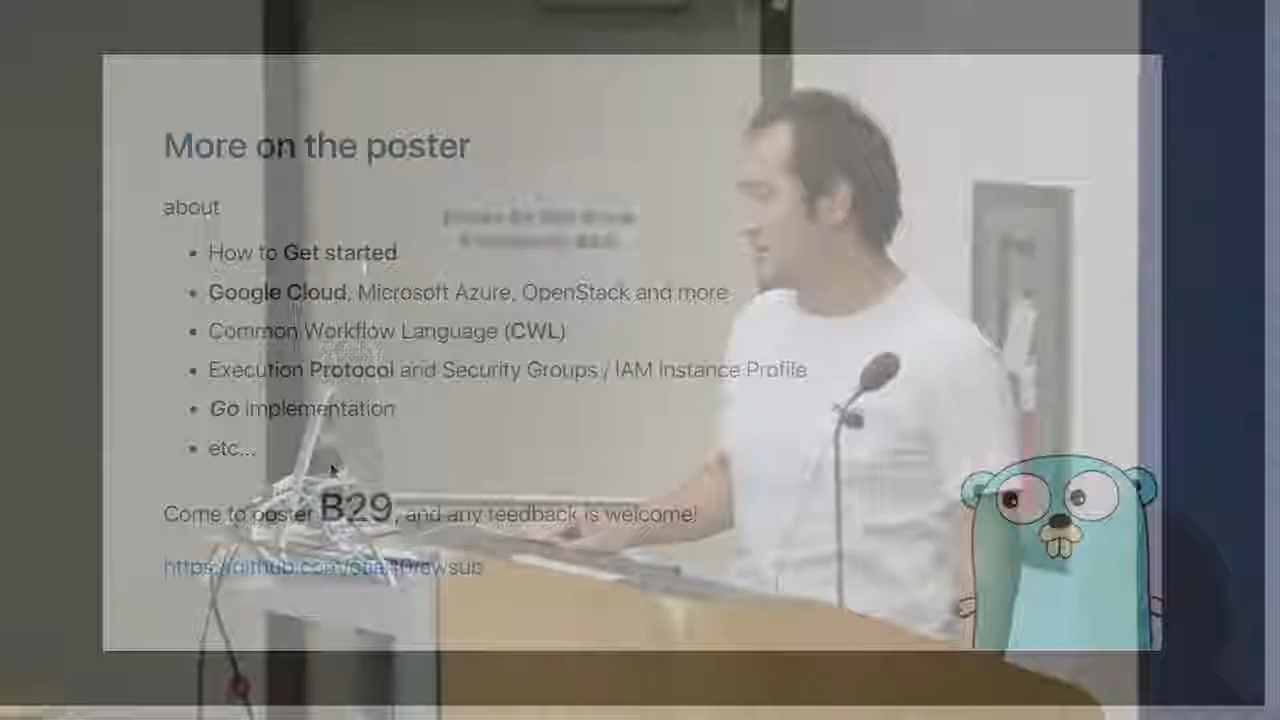 More on the poster
about
• How to Get started
• Google Cloud, Microsoft Azure, OpenStack and more
• Common Workflow Language (CWL)
• Execution Protocol and Security Groups / IAM Instance Profile
• Go implementation
• etc...
Come to poster B29, and any feedback is welcome!